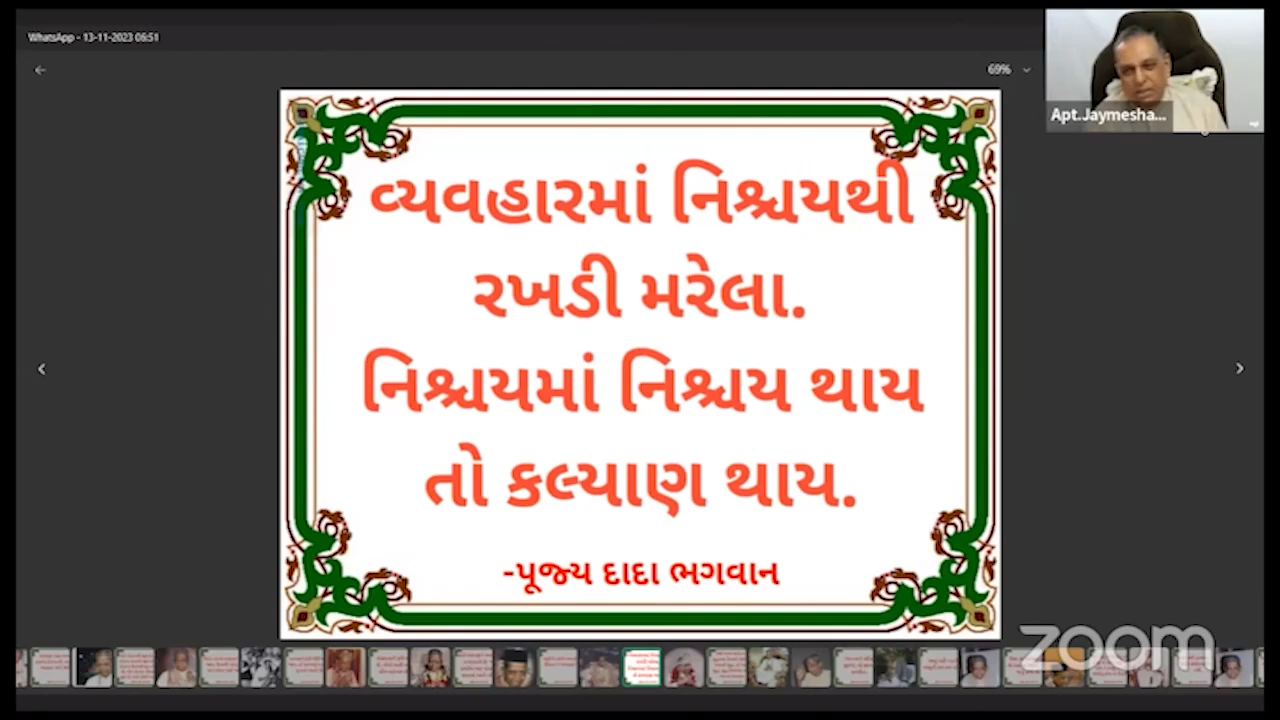 WhatsApp - 13-11-2023 06:51
69%
Apt.Jaymesha...
વ્યવહારમાં નિશ્ચયથી
રખડી મરેલા.
નિશ્ચયમાં નિશ્ચય થાય
તો કલ્યાણ થાય.
-પૂજ્ય દાદા ભગવાન
zoom